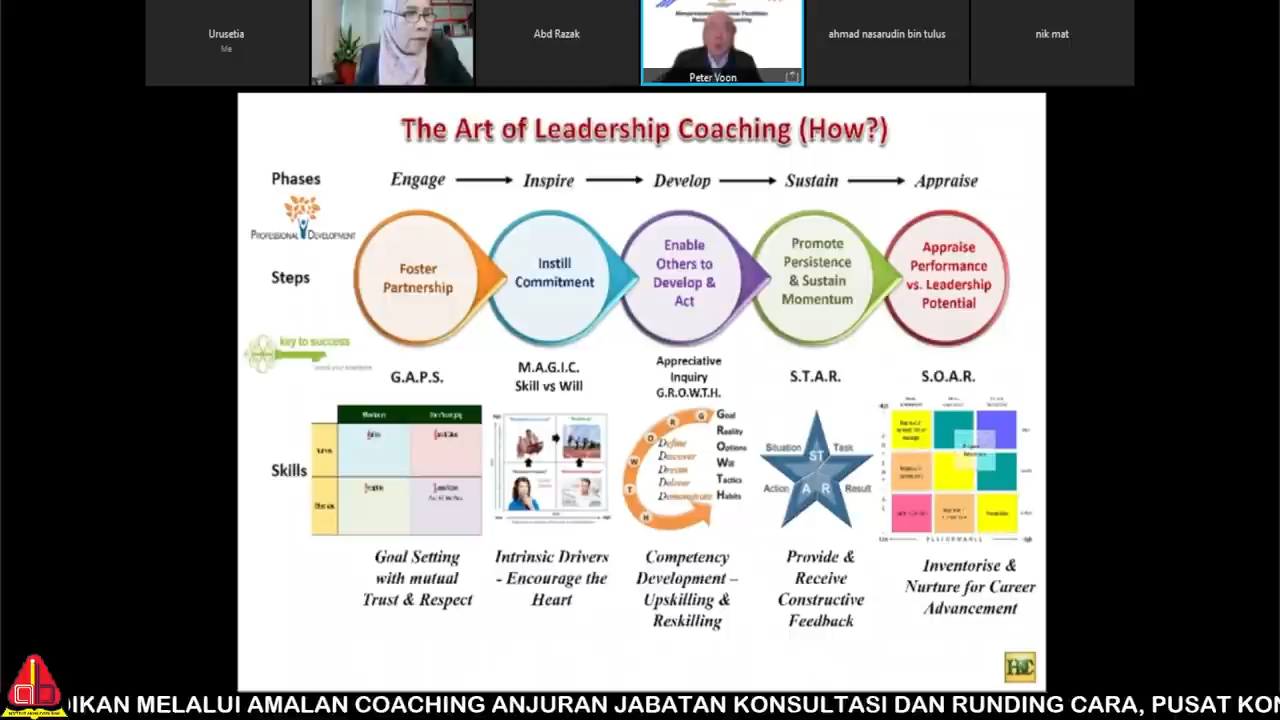 Urusetia
Me
Abd Razak
Peter Voon
ahmad nasarudin bin tulus
nik mat
The Art of Leadership Coaching (How?)
Phases
Engage
Inspire
Develop
Sustain
Appraise
PROFESSIONAL DEVELOPMENT
Steps
Foster
Partnership
Instill
Commitment
Enable
Others to
Develop &
Act
Promote
Persistence
& Sustain
Momentum
Appraise
Performance
vs. Leadership
Potential
key to success
G.A.P.S.
M.A.G.I.C.
Skill vs Will
Appreciative
Inquiry
G.R.O.W.T.H.
S.T.A.R.
S.O.A.R.
Skills
G
R
O
W
T
H
Define
Discover
Dream
Deliver
Demonstrate
Goal
Reality
Options
Will
Tactics
Habits
Situation
ST
Task
Action
A R
Result
PERFORMANCE
Goal Setting
with mutual
Trust & Respect
Intrinsic Drivers
- Encourage the
Heart
Competency
Development –
Upskilling &
Reskilling
Provide &
Receive
Constructive
Feedback
Inventorise &
Nurture for Career
Advancement
DIKAN MELALUI AMALAN COACHING ANJURAN JABATAN KONSULTASI DAN RUNDING CARA, PUSAT KO